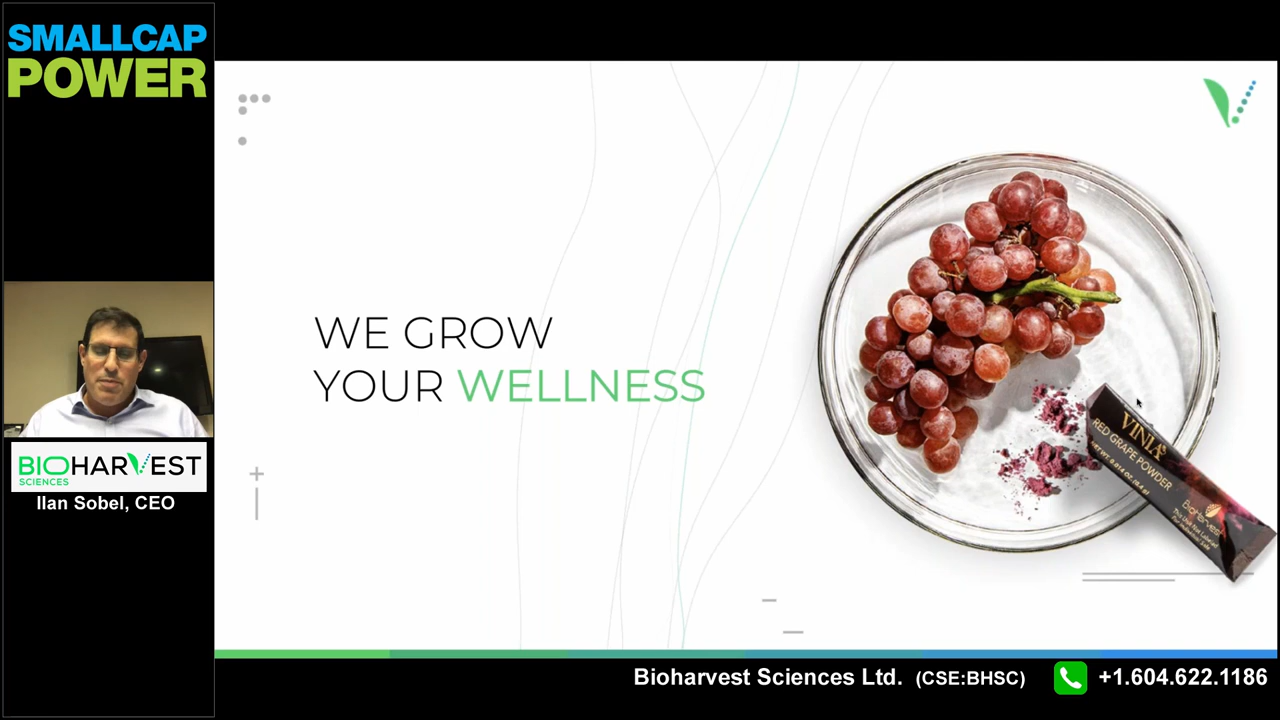 SMALLCAP
POWER
WE GROW
YOUR WELLNESS
VINIA
RED GRAPE POWDER
BioHarvest
BIOHARVEST
SCIENCES
Ilan Sobel, CEO
Bioharvest Sciences Ltd. (CSE:BHSC) +1.604.622.1186